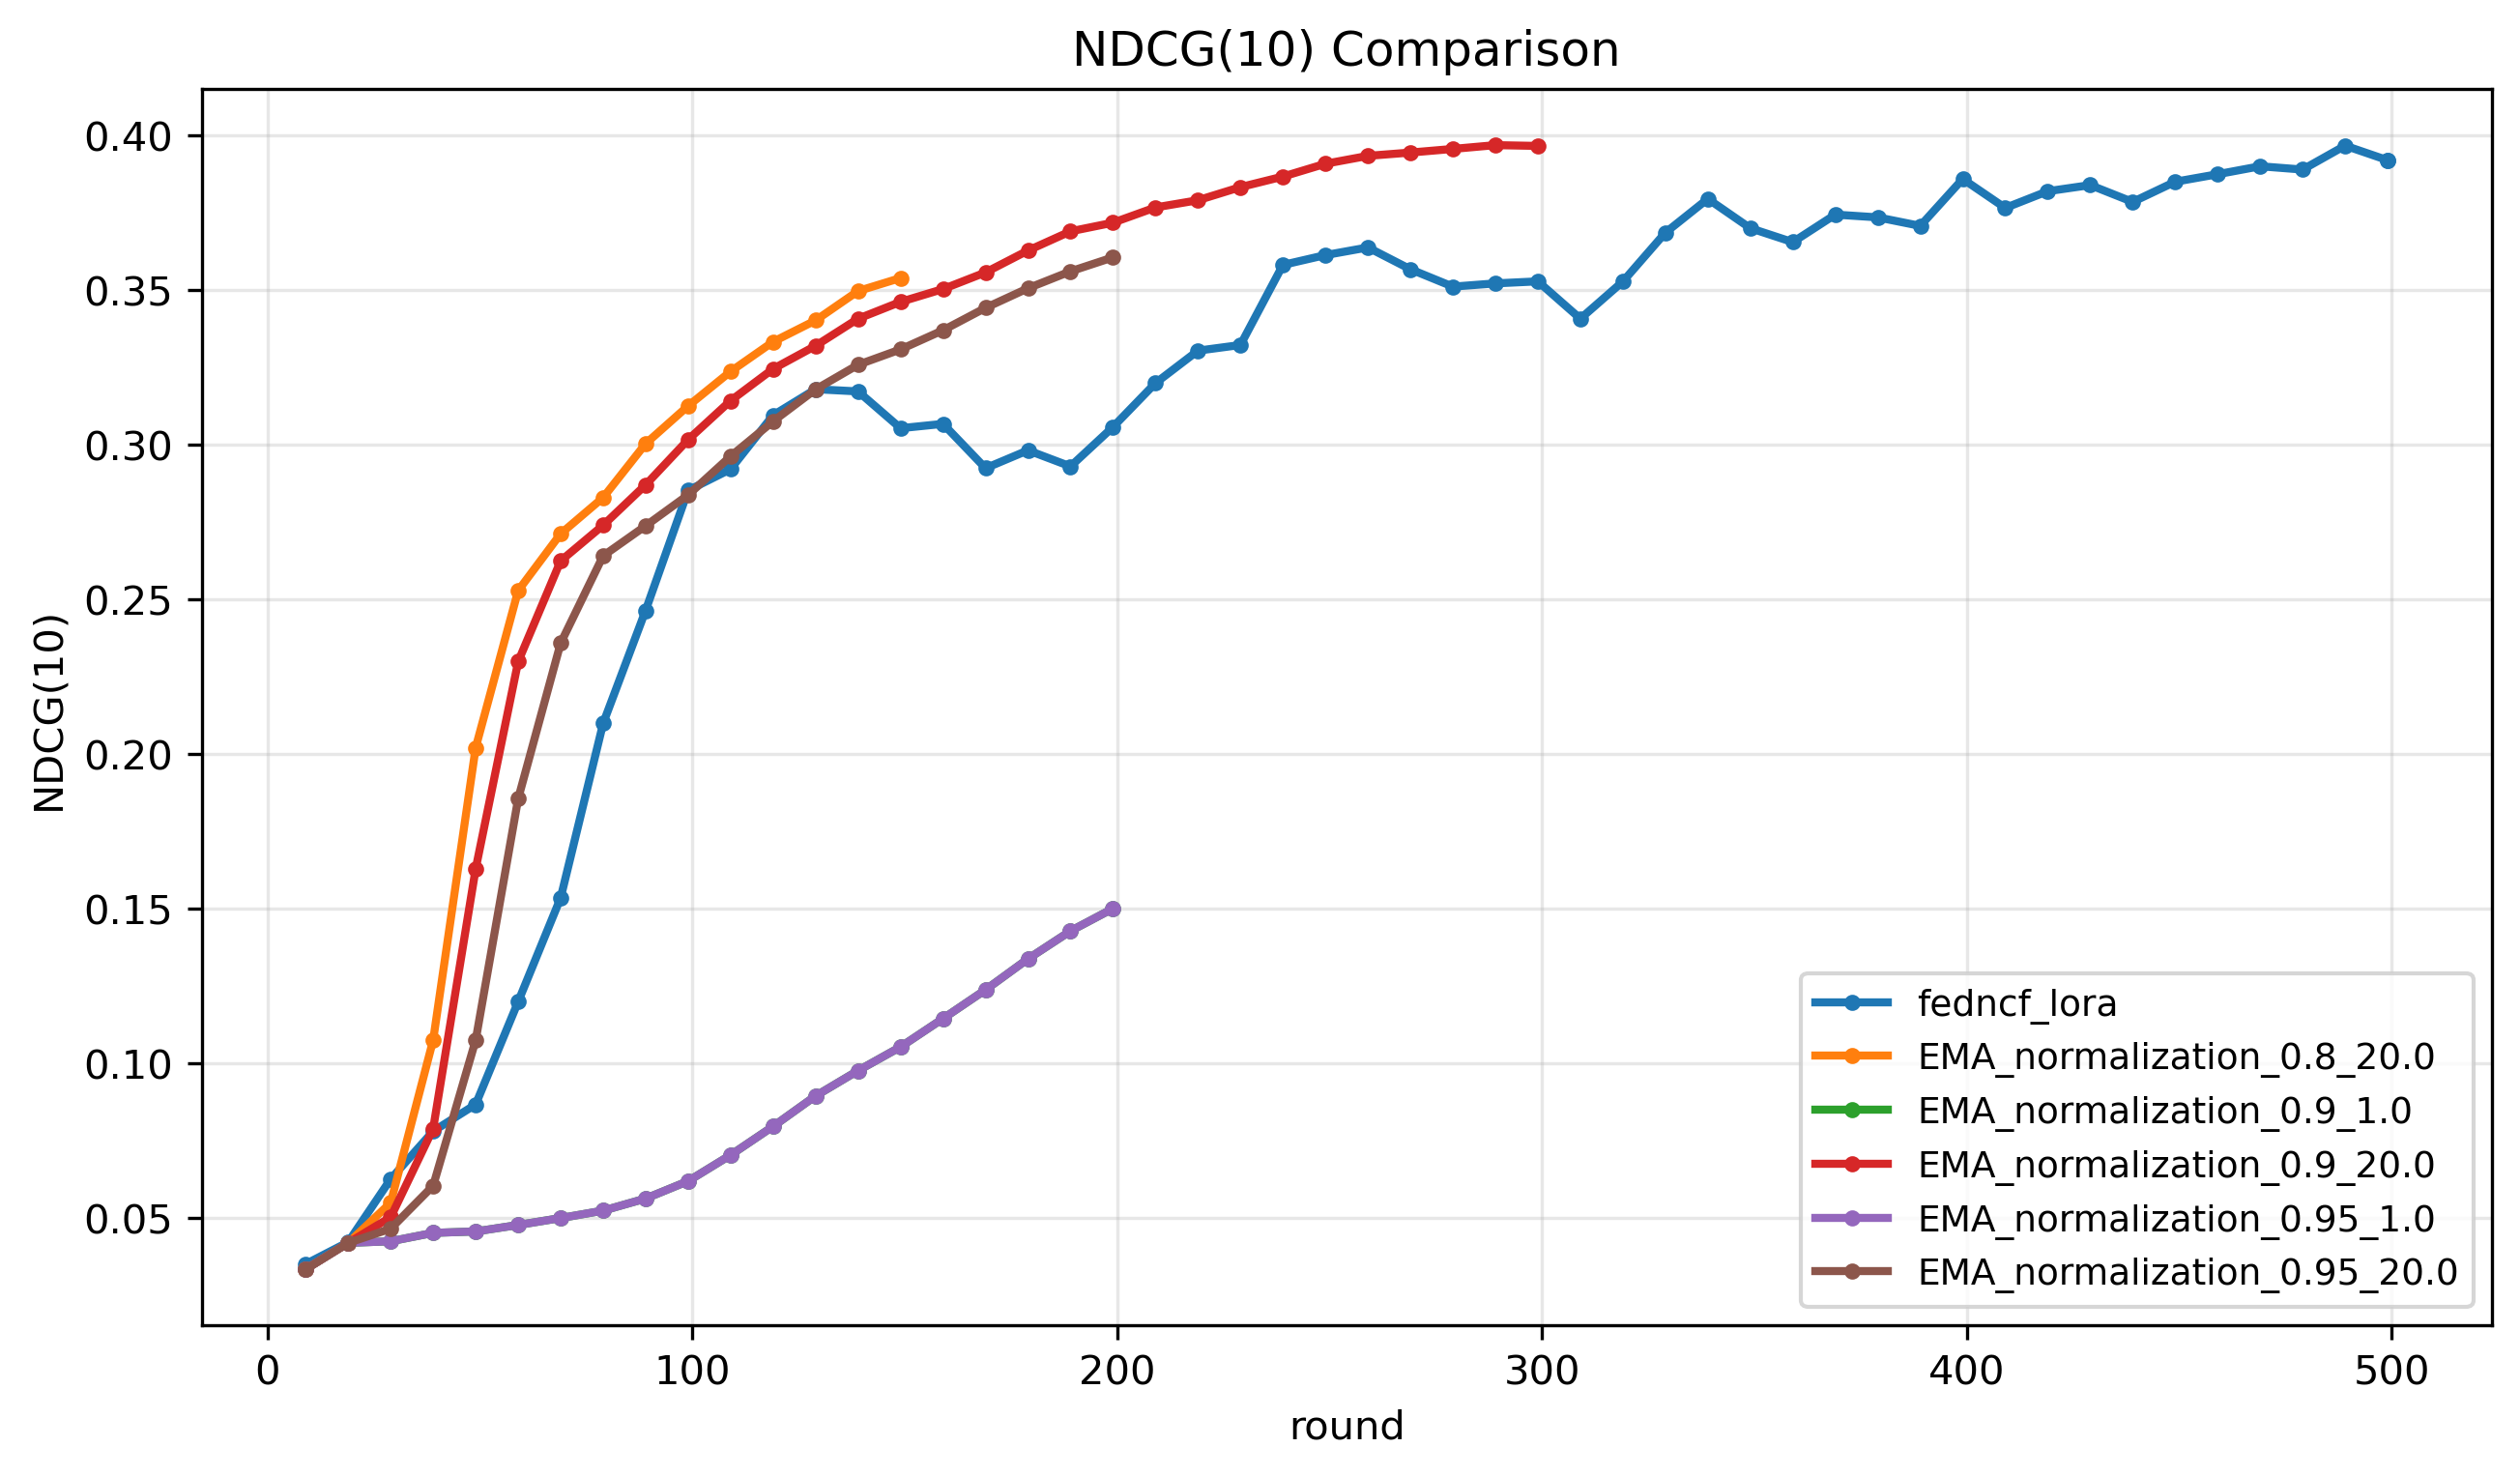 NDCG(10) Comparison
NDCG(10)
0.40
0.35
0.30
0.25
0.20
0.15
0.10
0.05
0
100
200
300
400
500
round
fedncf_lora
EMA_normalization_0.8_20.0
EMA_normalization_0.9_1.0
EMA_normalization_0.9_20.0
EMA_normalization_0.95_1.0
EMA_normalization_0.95_20.0